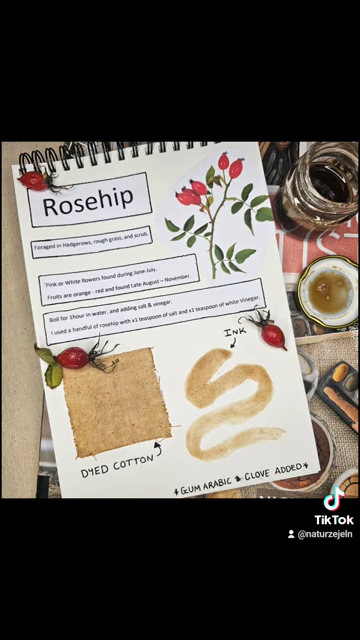 Rosehip
Foraged in Hedgerows, rough grass, and scrub.
Pink or White flowers found during June-July.
Fruits are orange - red and found Late August – November.
Boil for 1hour in water, and adding salt & vinegar.
I used a handful of rosehip with x1 teaspoon of salt and x1 teaspoon of white Vinegar.
INK
DYED COTTON
* GUM ARABIC & CLOVE ADDED *
TikTok
@naturzejeln